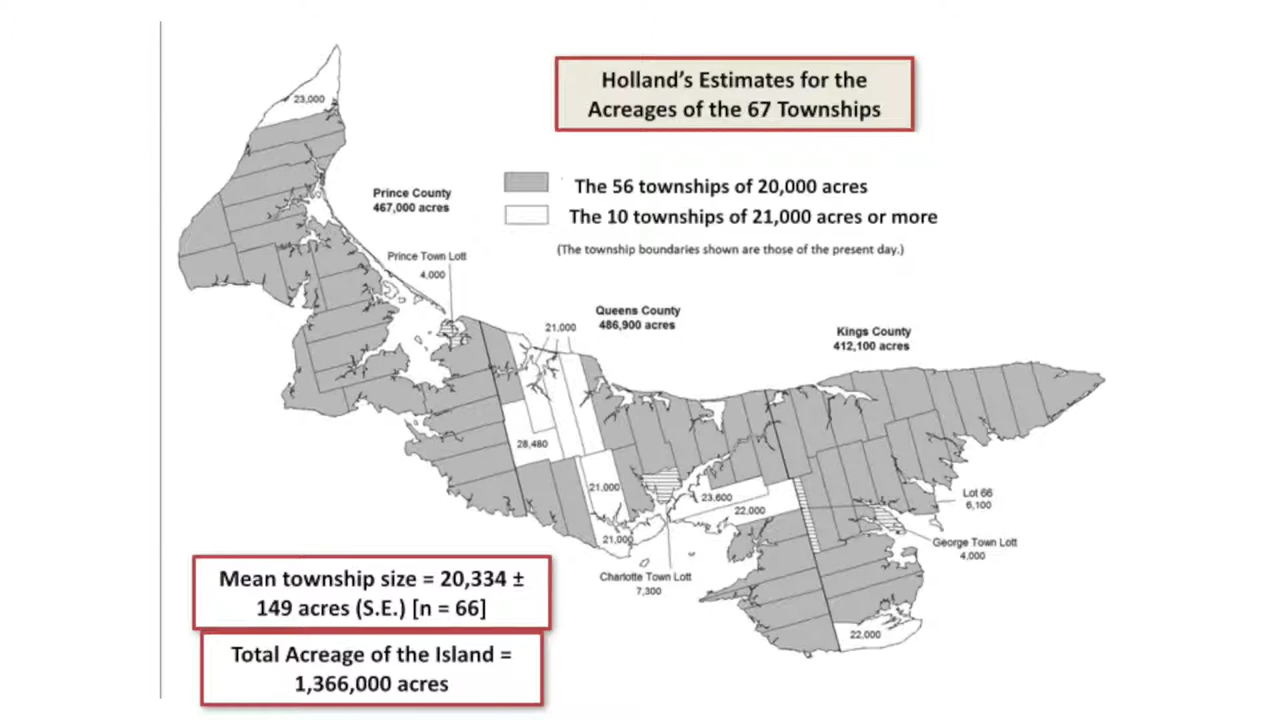 Holland's Estimates for the
Acreages of the 67 Townships
23,000
The 56 townships of 20,000 acres
The 10 townships of 21,000 acres or more
(The township boundaries shown are those of the present day.)
Prince County
467,000 acres
Prince Town Lott
4,000
Queens County
486,900 acres
21,000
Kings County
412,100 acres
28,480
21,000
23,600
22,000
21,000
Lot 66
6,100
George Town Lott
4,000
Charlotte Town Lott
7,300
22,000
Mean township size = 20,334 ±
149 acres (S.E.) [n = 66]
Total Acreage of the Island =
1,366,000 acres